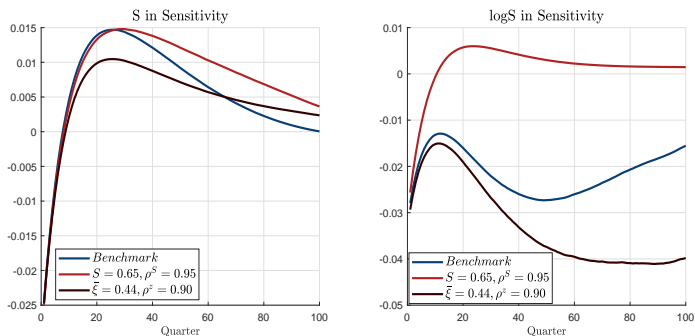 S in Sensitivity
0.015
0.01
0.005
0
-0.005
-0.01
-0.015
-0.02
-0.025
0 20 40 60 80 100
Quarter
Benchmark
S = 0.65, ρ^S = 0.95
ξ̄ = 0.44, ρ^z = 0.90
logS in Sensitivity
0.01
0
-0.01
-0.02
-0.03
-0.04
-0.05
0 20 40 60 80 100
Quarter
Benchmark
S = 0.65, ρ^S = 0.95
ξ̄ = 0.44, ρ^z = 0.90